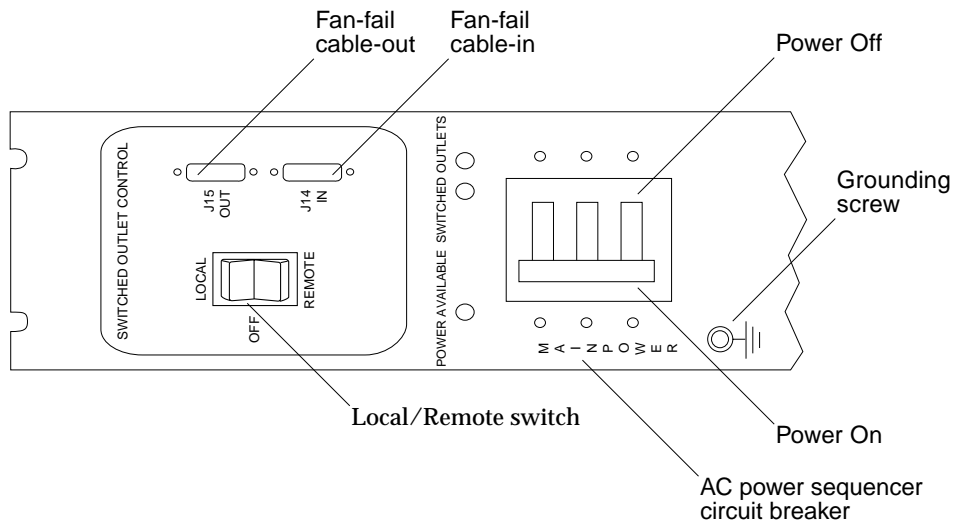 Fan-fail
cable-out
Fan-fail
cable-in
Power Off
SWITCHED OUTLET CONTROL
J15
OUT
J14
IN
LOCAL
OFF
REMOTE
POWER AVAILABLE SWITCHED OUTLETS
MAIN POWER
Grounding
screw
Local/Remote switch
Power On
AC power sequencer
circuit breaker